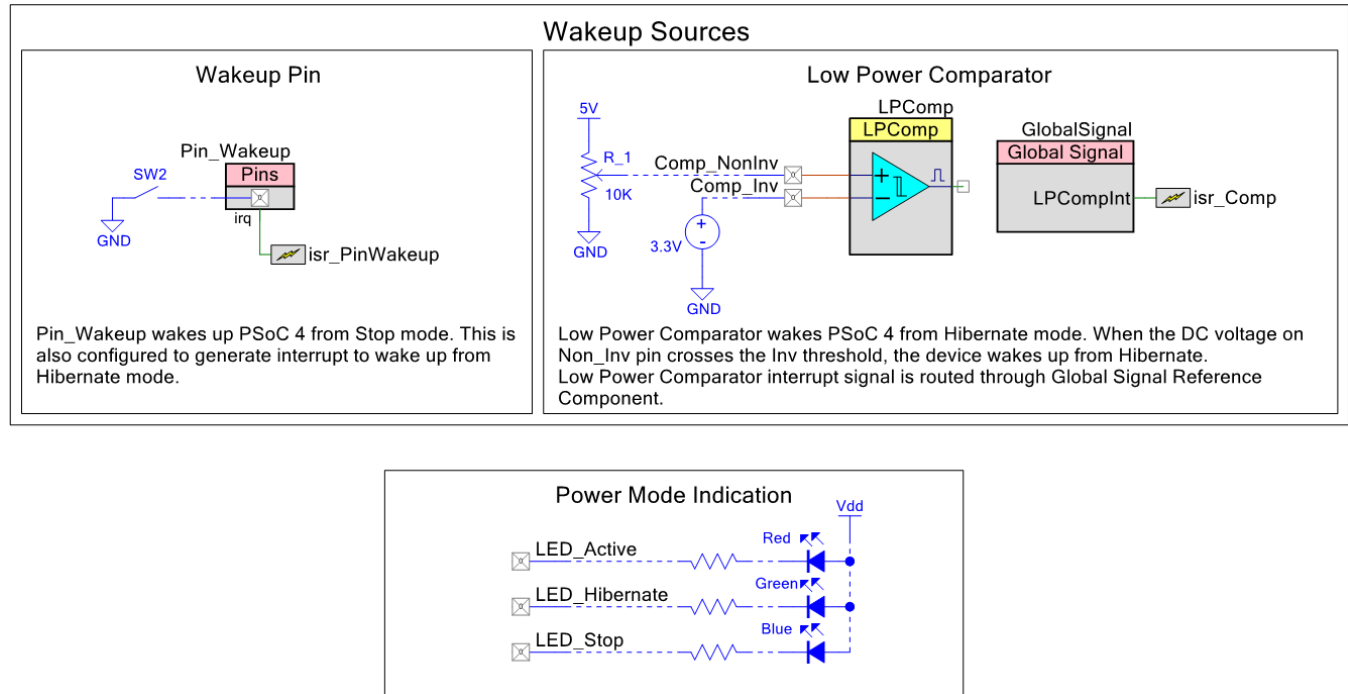 Wakeup Sources
Wakeup Pin
Pin_Wakeup
Pins
SW2
GND
irq
isr_PinWakeup
Pin_Wakeup wakes up PSoC 4 from Stop mode. This is
also configured to generate interrupt to wake up from
Hibernate mode.
Low Power Comparator
5V
R_1
10K
GND
Comp_NonInv
Comp_Inv
3.3V
+
-
GND
LPComp
LPComp
+
-
GlobalSignal
Global Signal
LPCompInt
isr_Comp
Low Power Comparator wakes PSoC 4 from Hibernate mode. When the DC voltage on
Non_Inv pin crosses the Inv threshold, the device wakes up from Hibernate.
Low Power Comparator interrupt signal is routed through Global Signal Reference
Component.
Power Mode Indication
Vdd
LED_Active
Red
LED_Hibernate
Green
LED_Stop
Blue